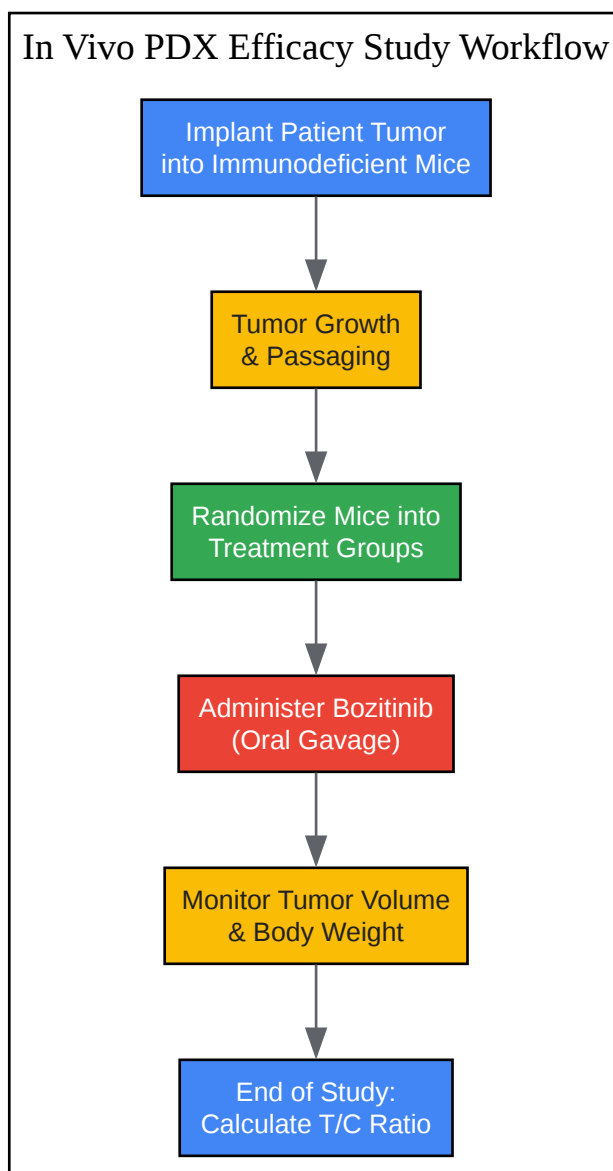 In Vivo PDX Efficacy Study Workflow
Implant Patient Tumor
into Immunodeficient Mice
Tumor Growth
& Passaging
Randomize Mice into
Treatment Groups
Administer Bozitinib
(Oral Gavage)
Monitor Tumor Volume
& Body Weight
End of Study:
Calculate T/C Ratio